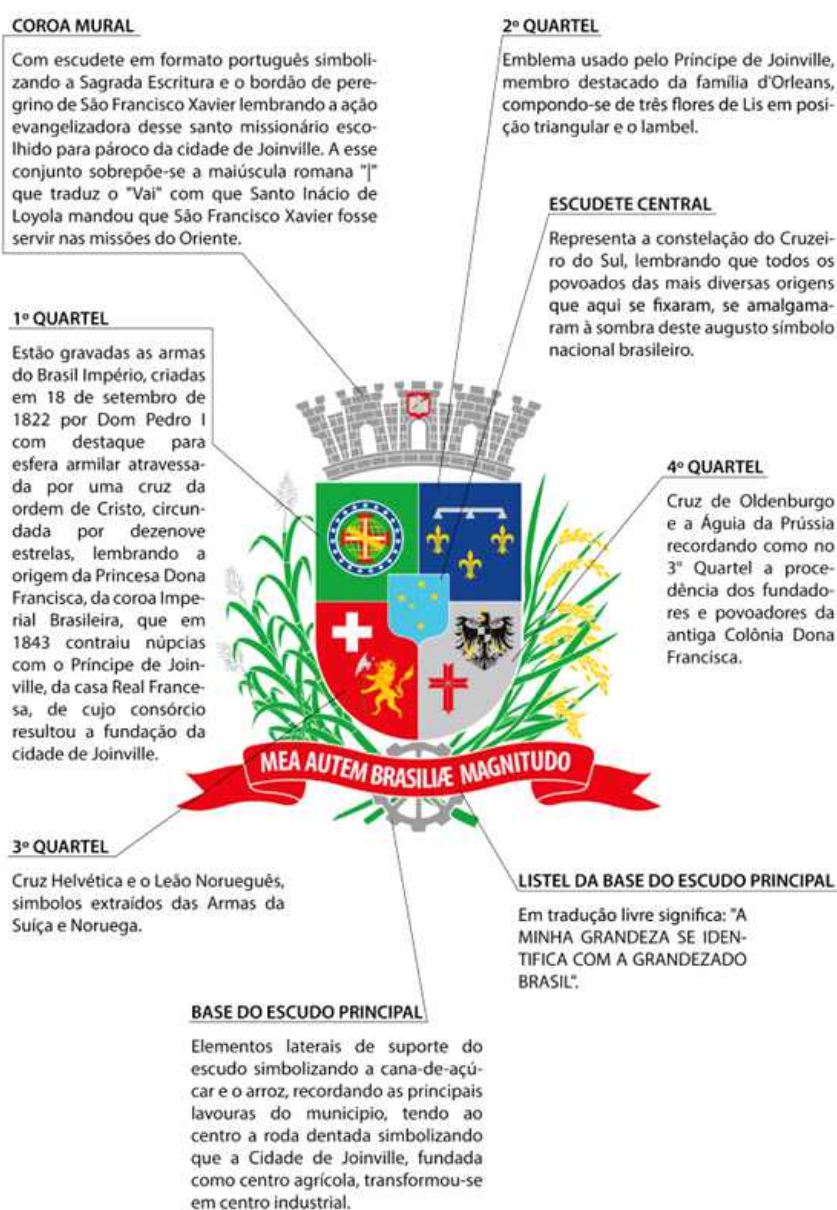 COROA MURAL
Com escudete em formato português simboli-
zando a Sagrada Escritura e o bordão de pere-
grino de São Francisco Xavier lembrando a ação
evangelizadora desse santo missionário esco-
lhido para pároco da cidade de Joinville. A esse
conjunto sobrepõe-se a maiúscula romana "|"
que traduz o "Vai" com que Santo Inácio de
Loyola mandou que São Francisco Xavier fosse
servir nas missões do Oriente.
2º QUARTEL
Emblema usado pelo Príncipe de Joinville,
membro destacado da família d'Orleans,
compondo-se de três flores de Lis em posi-
ção triangular e o lambel.
ESCUDETE CENTRAL
Representa a constelação do Cruzei-
ro do Sul, lembrando que todos os
povoados das mais diversas origens
que aqui se fixaram, se amalgama-
ram à sombra deste augusto símbolo
nacional brasileiro.
1º QUARTEL
Estão gravadas as armas
do Brasil Império, criadas
em 18 de setembro de
1822 por Dom Pedro I
com destaque para
esfera armilar atravessa-
da por uma cruz da
ordem de Cristo, circun-
dada por dezenove
estrelas, lembrando a
origem da Princesa Dona
Francisca, da coroa Impe-
rial Brasileira, que em
1843 contraiu núpcias
com o Príncipe de Join-
ville, da casa Real France-
sa, de cujo consórcio
resultou a fundação da
cidade de Joinville.
4º QUARTEL
Cruz de Oldenburgo
e a Águia da Prússia
recordando como no
3° Quartel a proce-
dência dos fundado-
res e povoadores da
antiga Colônia Dona
Francisca.
MEA AUTEM BRASILIÆ MAGNITUDO
3º QUARTEL
Cruz Helvética e o Leão Norueguês,
simbolos extraídos das Armas da
Suíça e Noruega.
LISTEL DA BASE DO ESCUDO PRINCIPAL
Em tradução livre significa: "A
MINHA GRANDEZA SE IDEN-
TIFICA COM A GRANDEZADO
BRASIL".
BASE DO ESCUDO PRINCIPAL
Elementos laterais de suporte do
escudo simbolizando a cana-de-açú-
car e o arroz, recordando as principais
lavouras do municipio, tendo ao
centro a roda dentada simbolizando
que a Cidade de Joinville, fundada
como centro agrícola, transformou-se
em centro industrial.